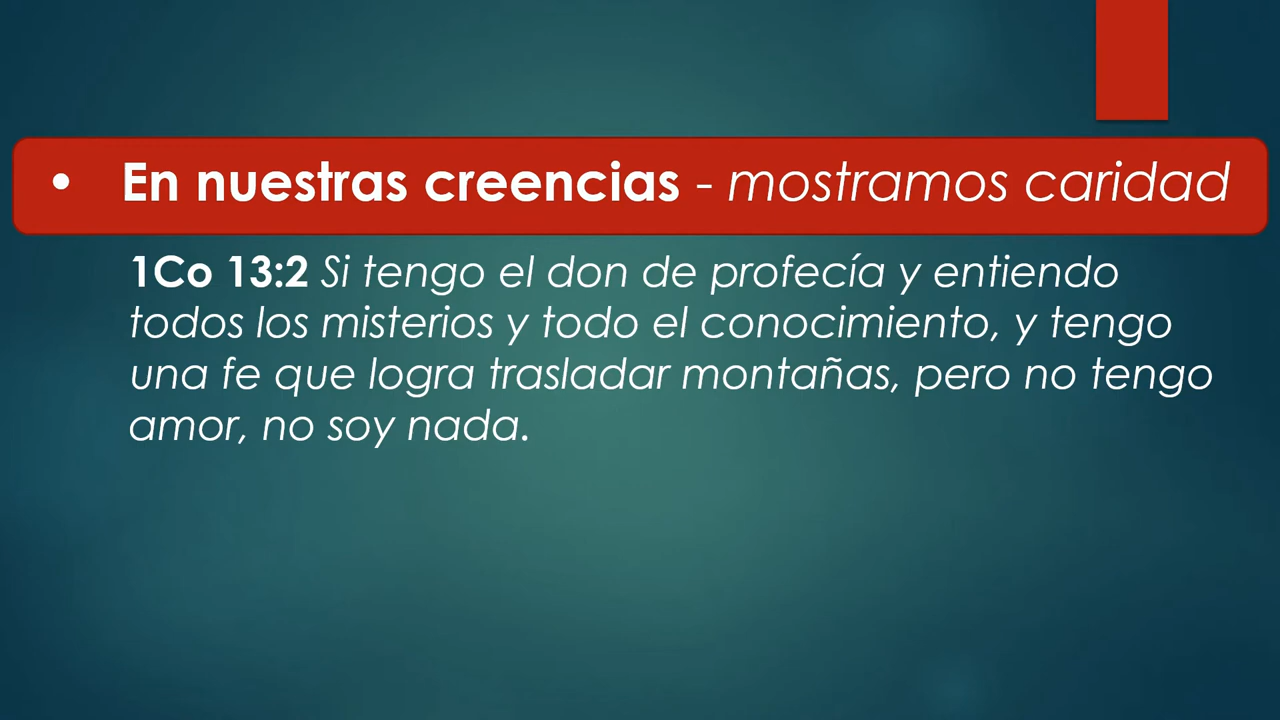 • En nuestras creencias - mostramos caridad
1Co 13:2 Si tengo el don de profecía y entiendo
todos los misterios y todo el conocimiento, y tengo
una fe que logra trasladar montañas, pero no tengo
amor, no soy nada.